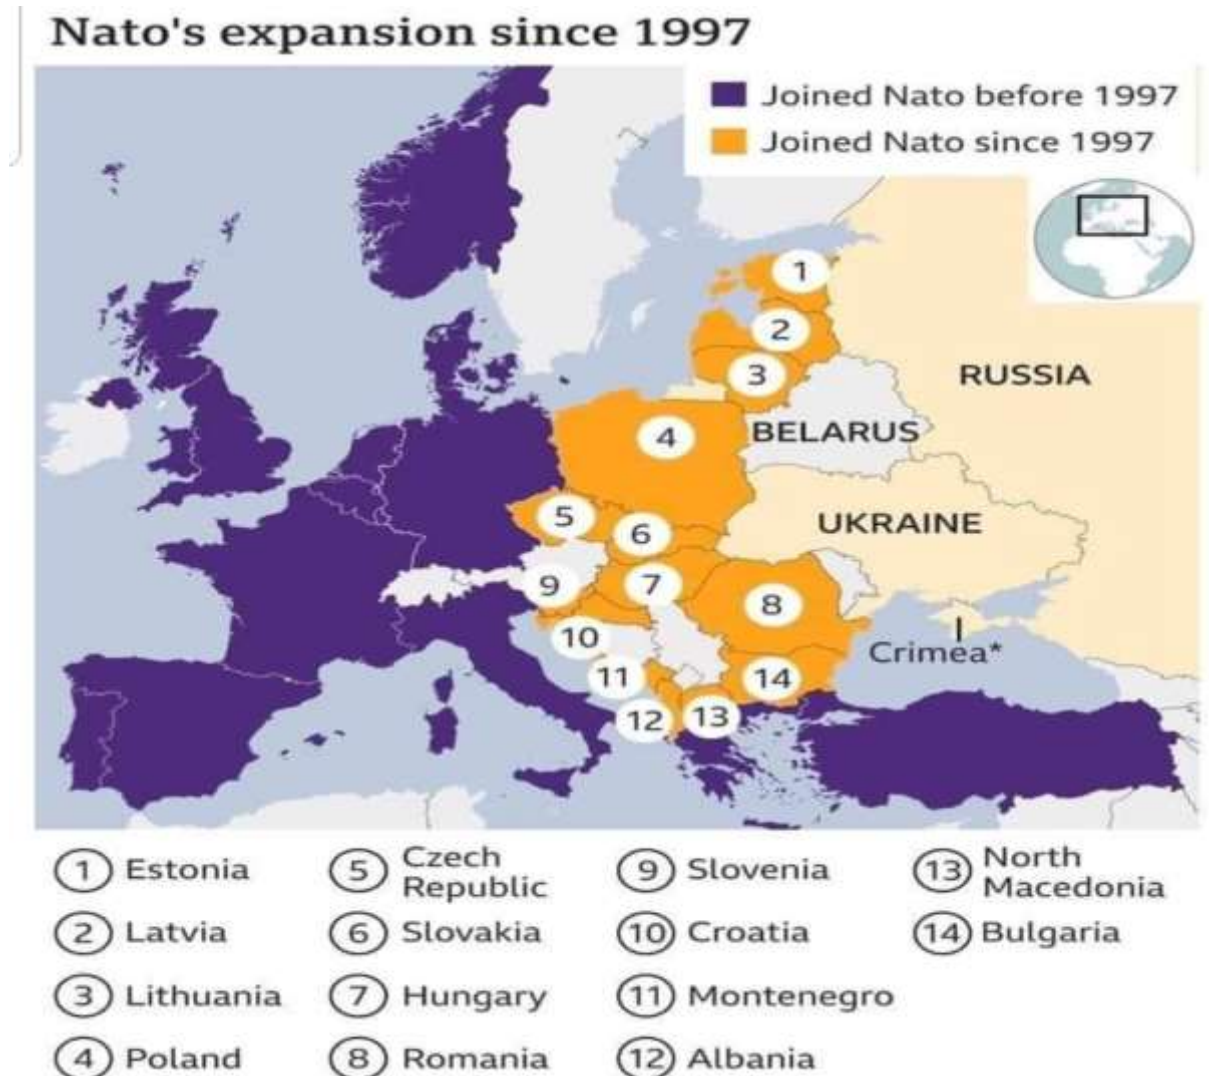 Nato's expansion since 1997
Joined Nato before 1997
Joined Nato since 1997
1
2
3
RUSSIA
4
BELARUS
5
6
UKRAINE
9
7
8
10
Crimea*
11
14
12
13
1 Estonia
2 Latvia
3 Lithuania
4 Poland
5 Czech
Republic
6 Slovakia
7 Hungary
8 Romania
9 Slovenia
10 Croatia
11 Montenegro
12 Albania
13 North
Macedonia
14 Bulgaria